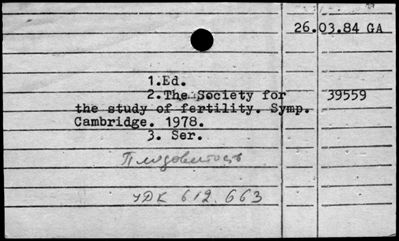 26.03.84 GA
1.Ed.
2.The Society for 39559
the study of fertility. Symp.
Cambridge. 1978.
3. Ser.
Плодовитость
УДК 612.663